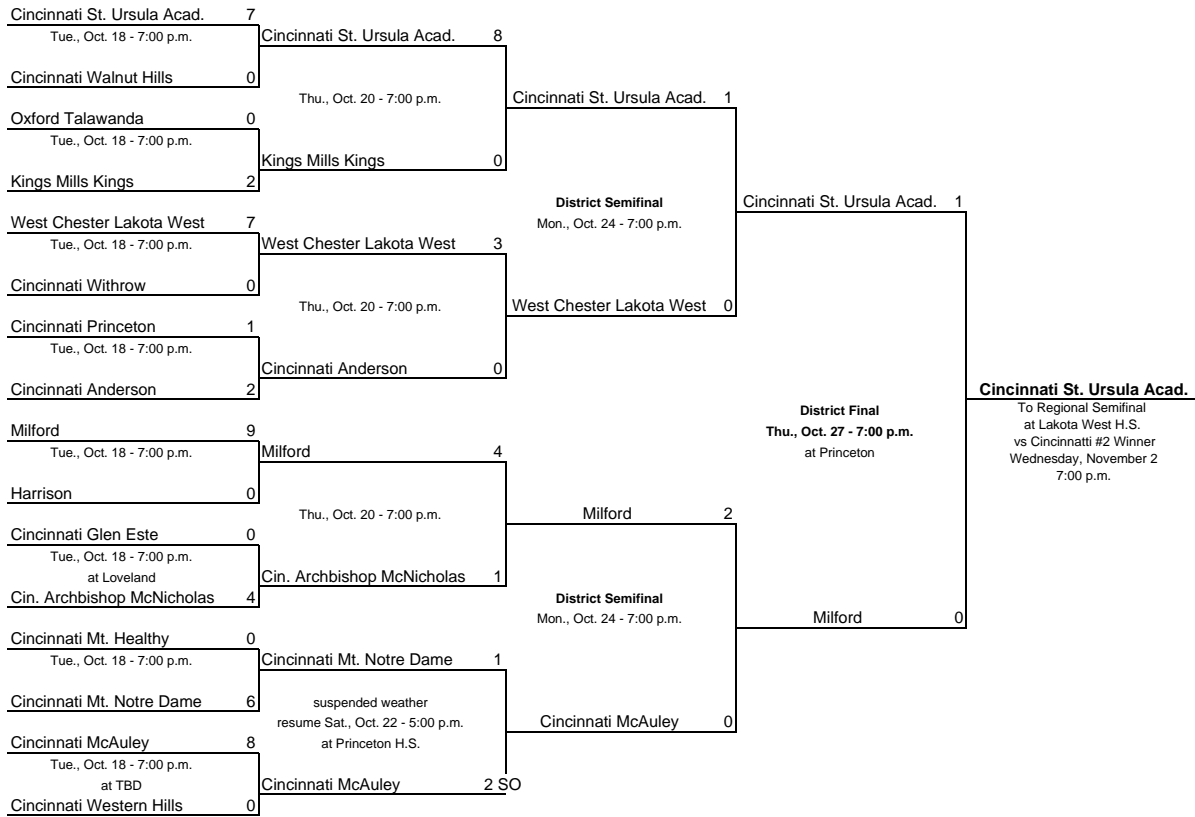 Cincinnati St. Ursula Acad. 7
Tue., Oct. 18 - 7:00 p.m.
Cincinnati Walnut Hills 0
Oxford Talawanda 0
Tue., Oct. 18 - 7:00 p.m.
Kings Mills Kings 2
West Chester Lakota West 7
Tue., Oct. 18 - 7:00 p.m.
Cincinnati Withrow 0
Cincinnati Princeton 1
Tue., Oct. 18 - 7:00 p.m.
Cincinnati Anderson 2
Milford 9
Tue., Oct. 18 - 7:00 p.m.
Harrison 0
Cincinnati Glen Este 0
Tue., Oct. 18 - 7:00 p.m.
at Loveland
Cin. Archbishop McNicholas 4
Cincinnati Mt. Healthy 0
Tue., Oct. 18 - 7:00 p.m.
Cincinnati Mt. Notre Dame 6
Cincinnati McAuley 8
Tue., Oct. 18 - 7:00 p.m.
at TBD
Cincinnati Western Hills 0
Cincinnati St. Ursula Acad. 8
Thu., Oct. 20 - 7:00 p.m.
Kings Mills Kings 0
West Chester Lakota West 3
Thu., Oct. 20 - 7:00 p.m.
Cincinnati Anderson 0
Milford 4
Thu., Oct. 20 - 7:00 p.m.
Cin. Archbishop McNicholas 1
Cincinnati Mt. Notre Dame 1
suspended weather
resume Sat., Oct. 22 - 5:00 p.m.
at Princeton H.S.
Cincinnati McAuley 2 SO
Cincinnati St. Ursula Acad. 1
District Semifinal
Mon., Oct. 24 - 7:00 p.m.
West Chester Lakota West 0
Milford 2
District Semifinal
Mon., Oct. 24 - 7:00 p.m.
Cincinnati McAuley 0
Cincinnati St. Ursula Acad. 1
District Final
Thu., Oct. 27 - 7:00 p.m.
at Princeton
Milford 0
Cincinnati St. Ursula Acad.
To Regional Semifinal
at Lakota West H.S.
vs Cincinnatti #2 Winner
Wednesday, November 2
7:00 p.m.